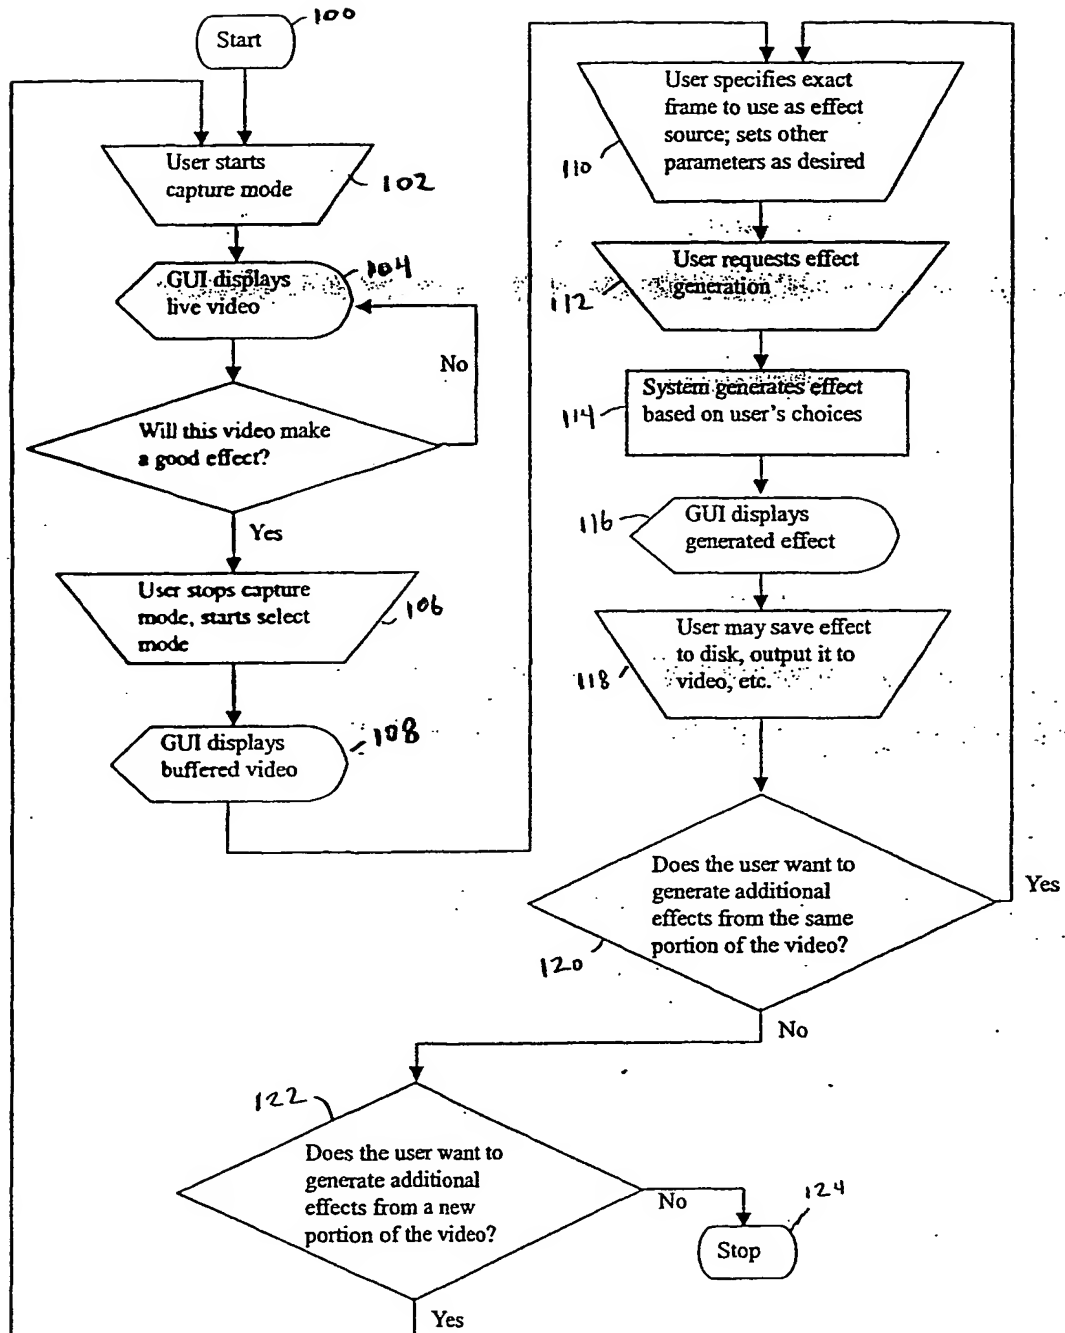 100
Start
User starts
capture mode
102
104
GUI displays
live video
No
Will this video make
a good effect?
Yes
User stops capture
mode, starts select
mode
106
GUI displays
buffered video
108
User specifies exact
frame to use as effect
source; sets other
parameters as desired
110
User requests effect
generation
112
System generates effect
based on user's choices
114
116
GUI displays
generated effect
User may save effect
to disk, output it to
video, etc.
118
Does the user want to
generate additional
effects from the same
portion of the video?
120
Yes
No
122
Does the user want to
generate additional
effects from a new
portion of the video?
No
124
Stop
Yes